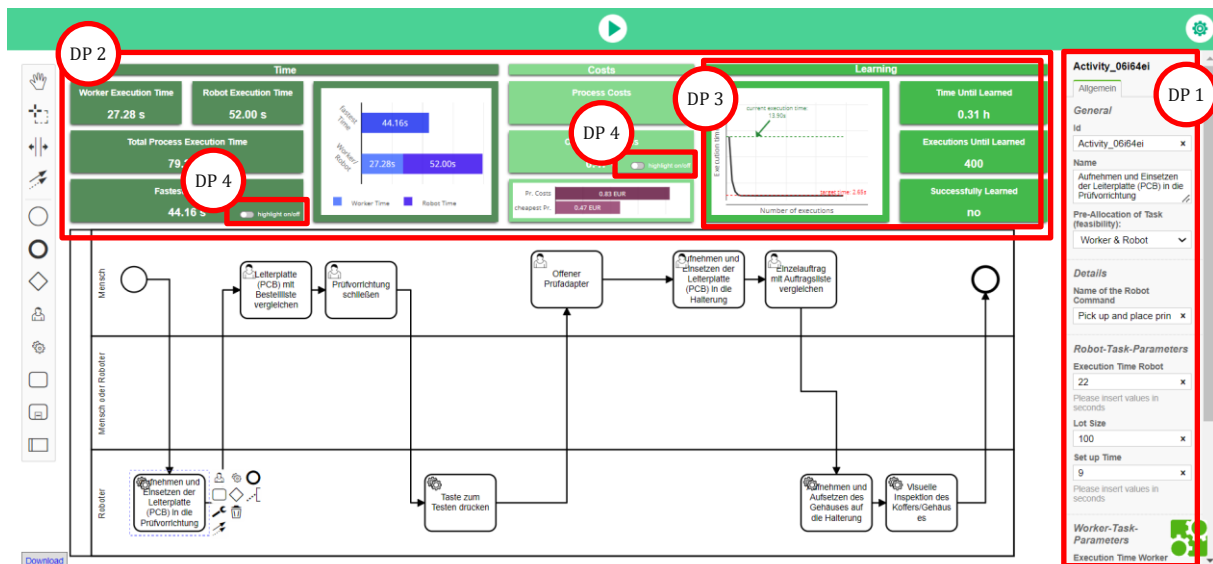 DP 2
Time
Costs
Learning
Worker Execution Time
27.28 s
Robot Execution Time
52.00 s
Total Process Execution Time
79.
Fastes
44.16 s
highlight on/off
DP 4
fastest
Time
44.16s
Worker/
Robot
27.28s
52.00s
Worker Time
Robot Time
Process Costs
DP 4
highlight on/off
Pr. Costs
0.83 EUR
cheapest Pr.
0.47 EUR
DP 3
current execution time:
13.90s
Execution tim
Number of executions
Time Until Learned
0.31 h
Executions Until Learned
400
Successfully Learned
no
DP 1
Activity_06i64ei
Allgemein
General
Id
Activity_06i64ei
×
Name
Aufnehmen und Einsetzen
der Leiterplatte (PCB) in die
Prüfvorrichtung
Pre-Allocation of Task
(feasibility):
Worker & Robot
Details
Name of the Robot
Command
Pick up and place prin
×
Robot-Task-Parameters
Execution Time Robot
22
×
Please insert values in
seconds
Lot Size
100
×
Set up Time
9
×
Please insert values in
seconds
Worker-Task-
Parameters
Execution Time Worker
Mensch
Leiterplatte
(PCB) mit
Bestellliste
vergleichen
Prüfvorrichtung
schließen
Offener
Prüfadapter
Aufnehmen und
Einsetzen der
Leiterplatte
(PCB) in die
Halterung
Einzelauftrag
mit Auftragsliste
vergleichen
Mensch oder Roboter
Roboter
Aufnehmen und
Einsetzen der
Leiterplatte
(PCB) in die
Prüfvorrichtung
Taste zum
Testen drücken
Aufnehmen und
Aufsetzen des
Gehäuses auf
die Halterung
Visuelle
Inspektion des
Koffers/Gehäus
es
Download